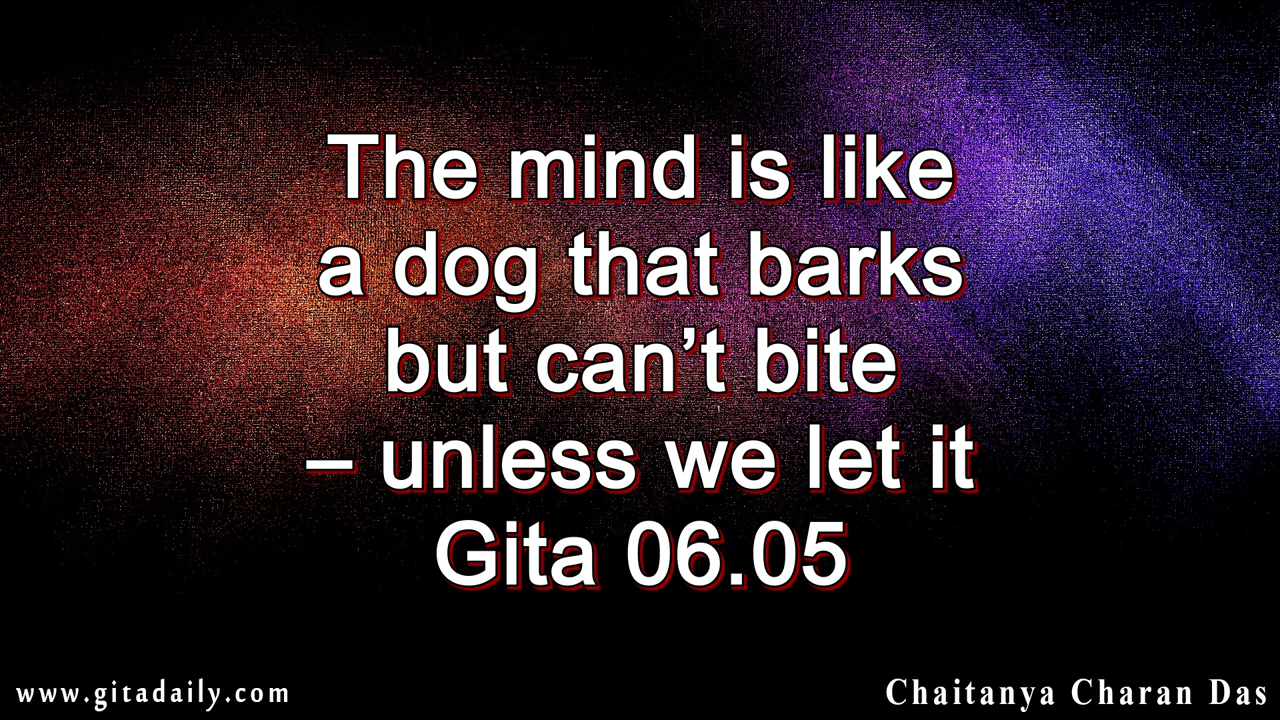 The mind is like
a dog that barks
but can’t bite
– unless we let it
Gita 06.05
www.gitadaily.com
Chaitanya Charan Das